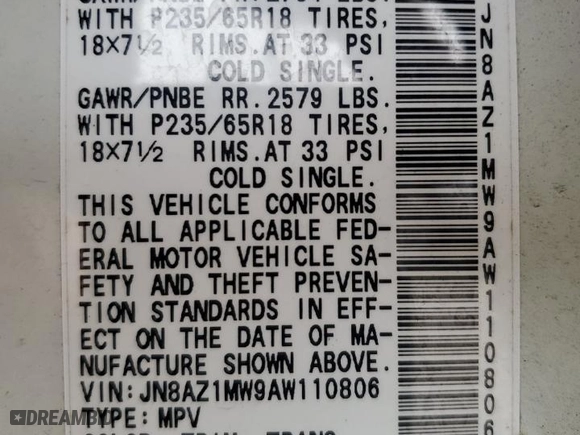 WITH P235/65R18 TIRES,
18×7½ RIMS.AT 33 PSI
COLD SINGLE.
GAWR/PNBE RR.2579 LBS.
WITH P235/65R18 TIRES,
18×7½ RIMS.AT 33 PSI
COLD SINGLE.
THIS VEHICLE CONFORMS
TO ALL APPLICABLE FED-
ERAL MOTOR VEHICLE SA-
FETY AND THEFT PREVEN-
TION STANDARDS IN EFF-
ECT ON THE DATE OF MA-
NUFACTURE SHOWN ABOVE.
VIN:JN8AZ1MW9AW110806
TYPE:MPV
JN8AZ1MW9AW110806
DREAMBID